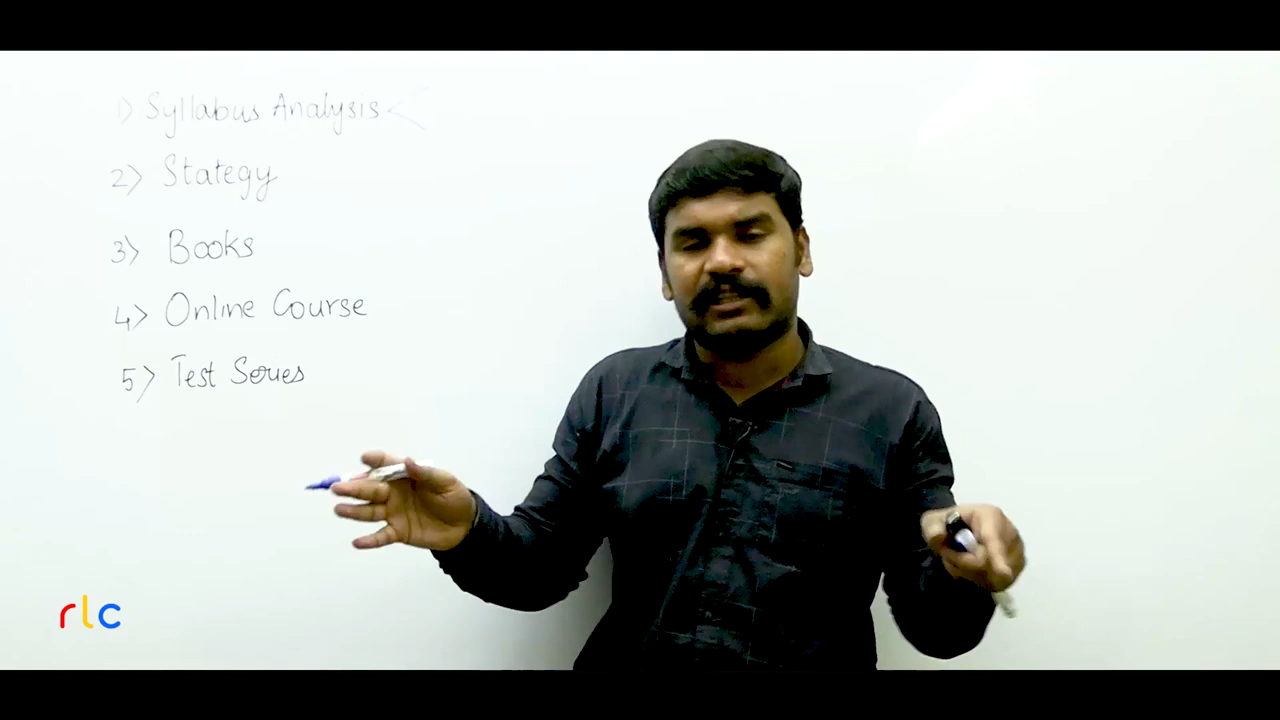 1) Syllabus Analysis <
2) Stategy
3) Books
4) Online Course
5) Test Series
rlc